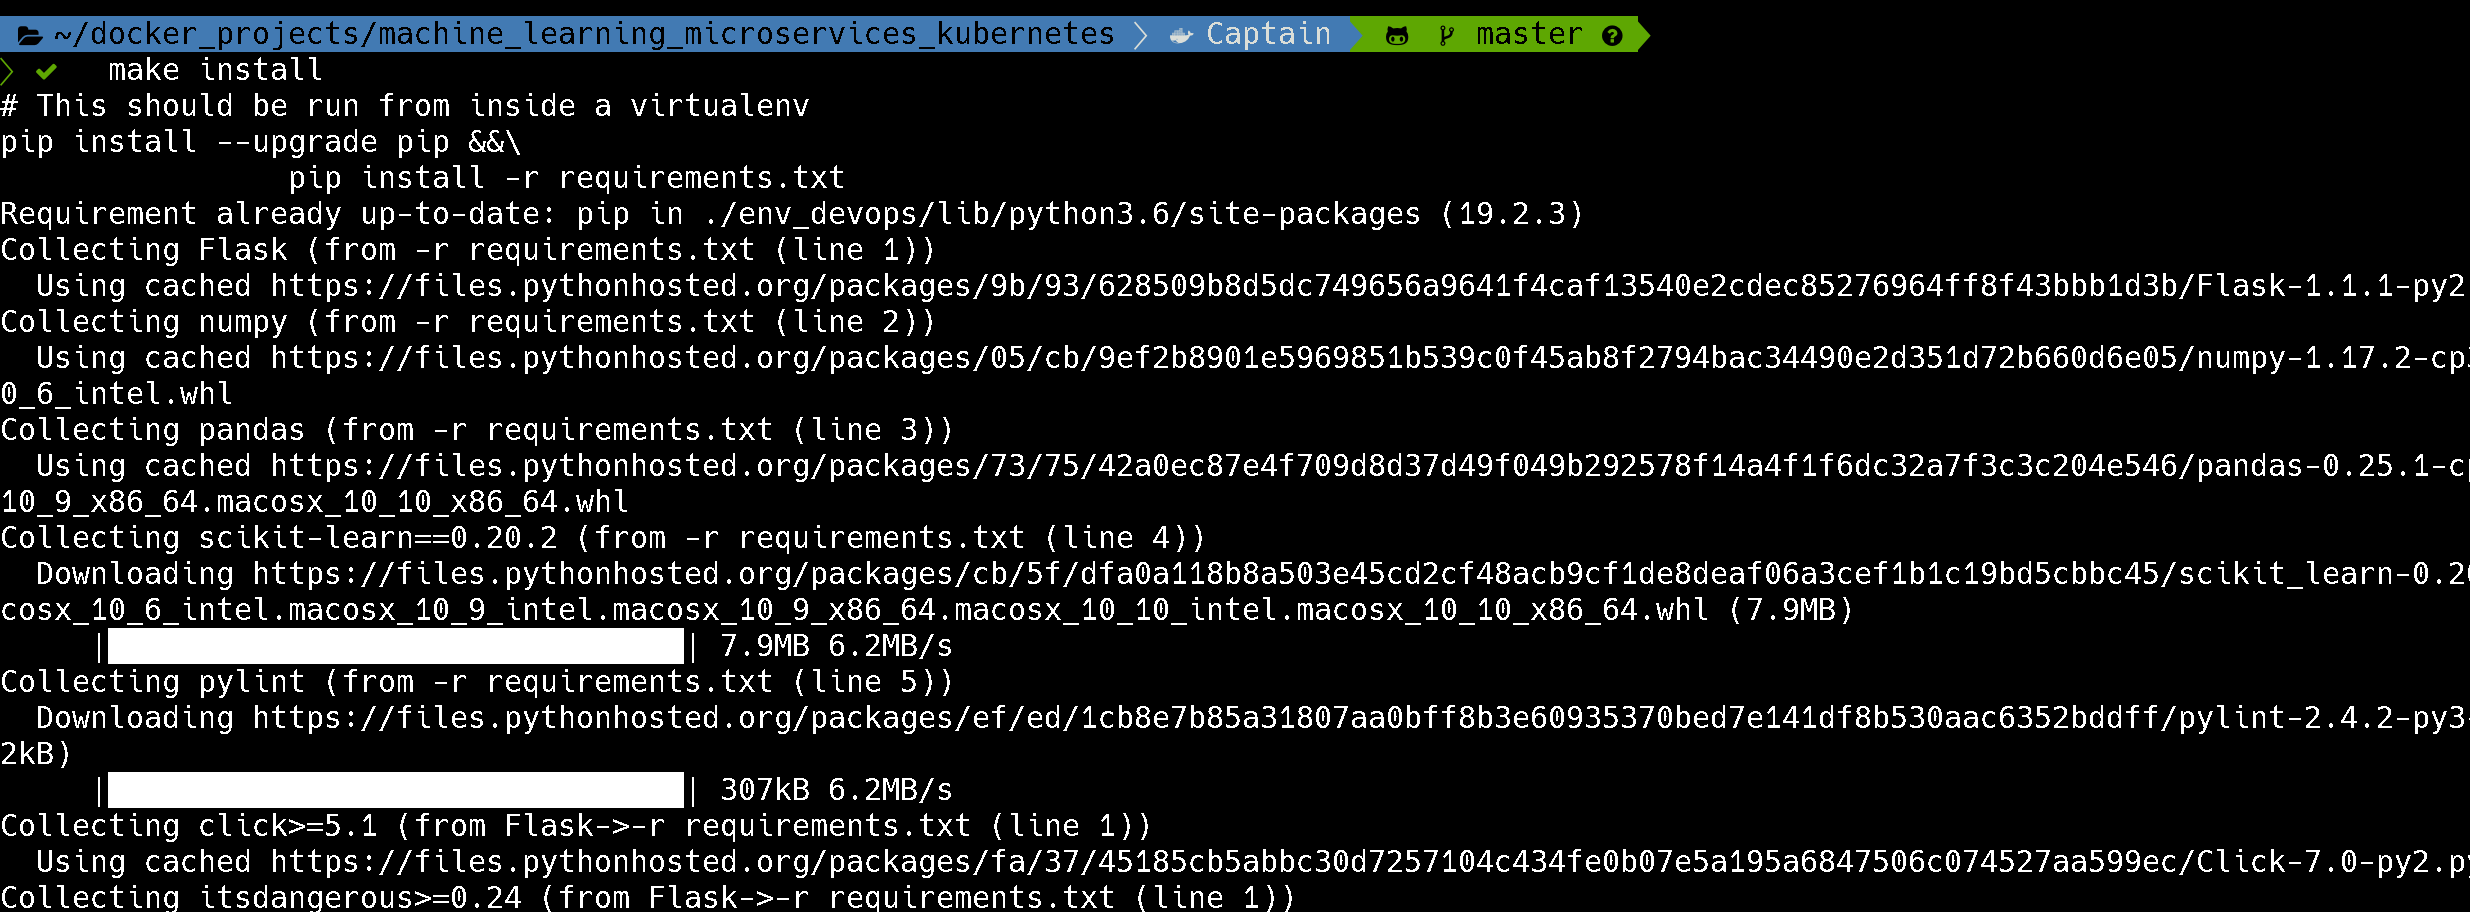 ~/docker_projects/machine_learning_microservices_kubernetes Captain master
make install
# This should be run from inside a virtualenv
pip install --upgrade pip &&\
pip install -r requirements.txt
Requirement already up-to-date: pip in ./env_devops/lib/python3.6/site-packages (19.2.3)
Collecting Flask (from -r requirements.txt (line 1))
Using cached https://files.pythonhosted.org/packages/9b/93/628509b8d5dc749656a9641f4caf13540e2cdec85276964ff8f43bbb1d3b/Flask-1.1.1-py2
Collecting numpy (from -r requirements.txt (line 2))
Using cached https://files.pythonhosted.org/packages/05/cb/9ef2b8901e5969851b539c0f45ab8f2794bac34490e2d351d72b660d6e05/numpy-1.17.2-cp3
0_6_intel.whl
Collecting pandas (from -r requirements.txt (line 3))
Using cached https://files.pythonhosted.org/packages/73/75/42a0ec87e4f709d8d37d49f049b292578f14a4f1f6dc32a7f3c3c204e546/pandas-0.25.1-cp
10_9_x86_64.macosx_10_10_x86_64.whl
Collecting scikit-learn==0.20.2 (from -r requirements.txt (line 4))
Downloading https://files.pythonhosted.org/packages/cb/5f/dfa0a118b8a503e45cd2cf48acb9cf1de8deaf06a3cef1b1c19bd5cbbc45/scikit_learn-0.20
cosx_10_6_intel.macosx_10_9_intel.macosx_10_9_x86_64.macosx_10_10_intel.macosx_10_10_x86_64.whl (7.9MB)
| | 7.9MB 6.2MB/s
Collecting pylint (from -r requirements.txt (line 5))
Downloading https://files.pythonhosted.org/packages/ef/ed/1cb8e7b85a31807aa0bff8b3e60935370bed7e141df8b530aac6352bddff/pylint-2.4.2-py3-
2kB)
| | 307kB 6.2MB/s
Collecting click>=5.1 (from Flask->-r requirements.txt (line 1))
Using cached https://files.pythonhosted.org/packages/fa/37/45185cb5abbc30d7257104c434fe0b07e5a195a6847506c074527aa599ec/Click-7.0-py2.py
Collecting itsdangerous>=0.24 (from Flask->-r requirements.txt (line 1))